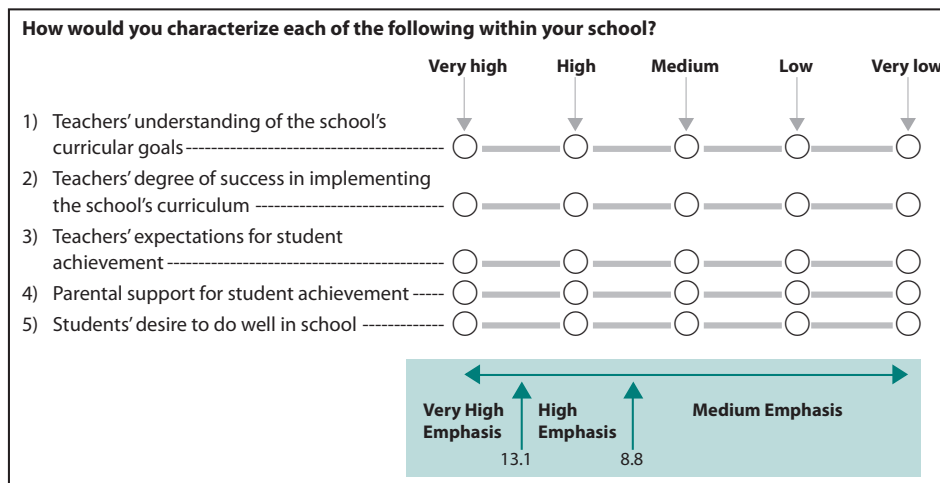 How would you characterize each of the following within your school?
Very high High Medium Low Very low
1) Teachers' understanding of the school's
curricular goals
2) Teachers' degree of success in implementing
the school's curriculum
3) Teachers' expectations for student
achievement
4) Parental support for student achievement
5) Students' desire to do well in school
Very High High Medium Emphasis
Emphasis Emphasis
13.1 8.8